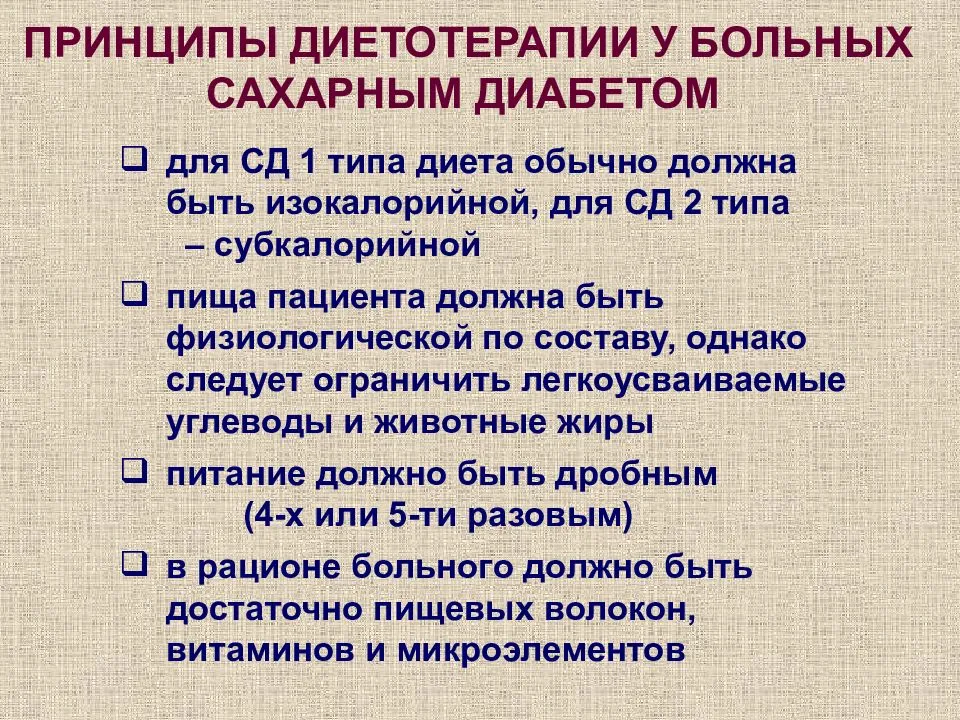 ПРИНЦИПЫ ДИЕТОТЕРАПИИ У БОЛЬНЫХ
САХАРНЫМ ДИАБЕТОМ
для СД 1 типа диета обычно должна
быть изокалорийной, для СД 2 типа
– субкалорийной
пища пациента должна быть
физиологической по составу, однако
следует ограничить легкоусваиваемые
углеводы и животные жиры
питание должно быть дробным
(4-х или 5-ти разовым)
в рационе больного должно быть
достаточно пищевых волокон,
витаминов и микроэлементов